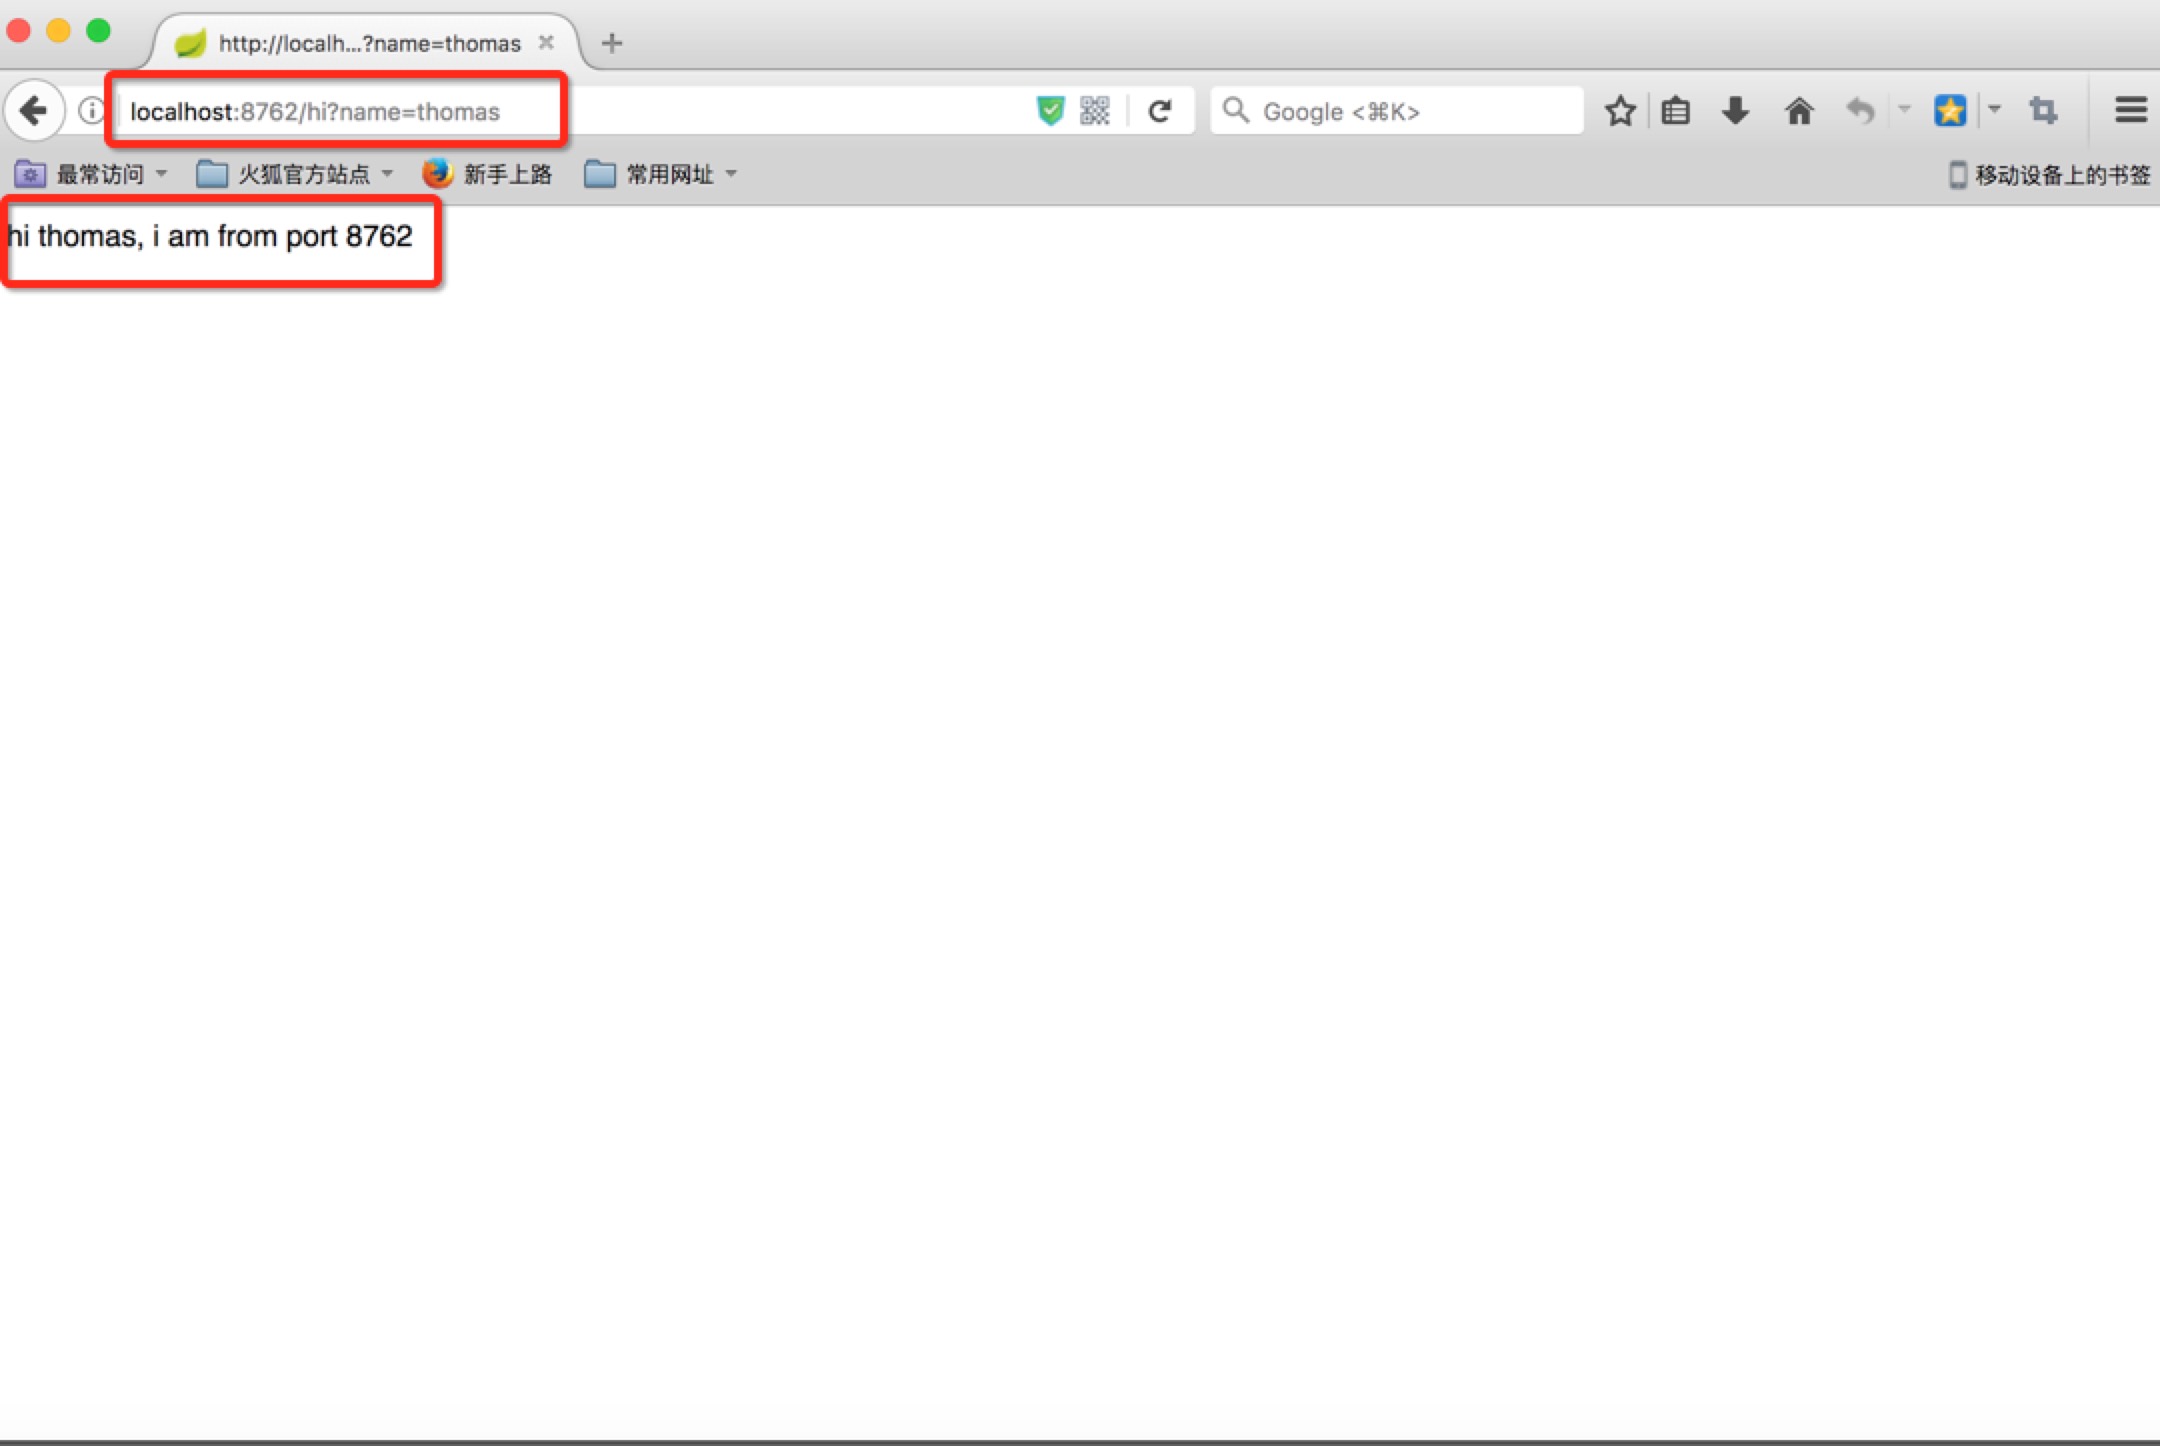 http://localh...?name=thomas
localhost:8762/hi?name=thomas
Google <⌘K>
最常访问 火狐官方站点 新手上路 常用网址 移动设备上的书签
hi thomas, i am from port 8762